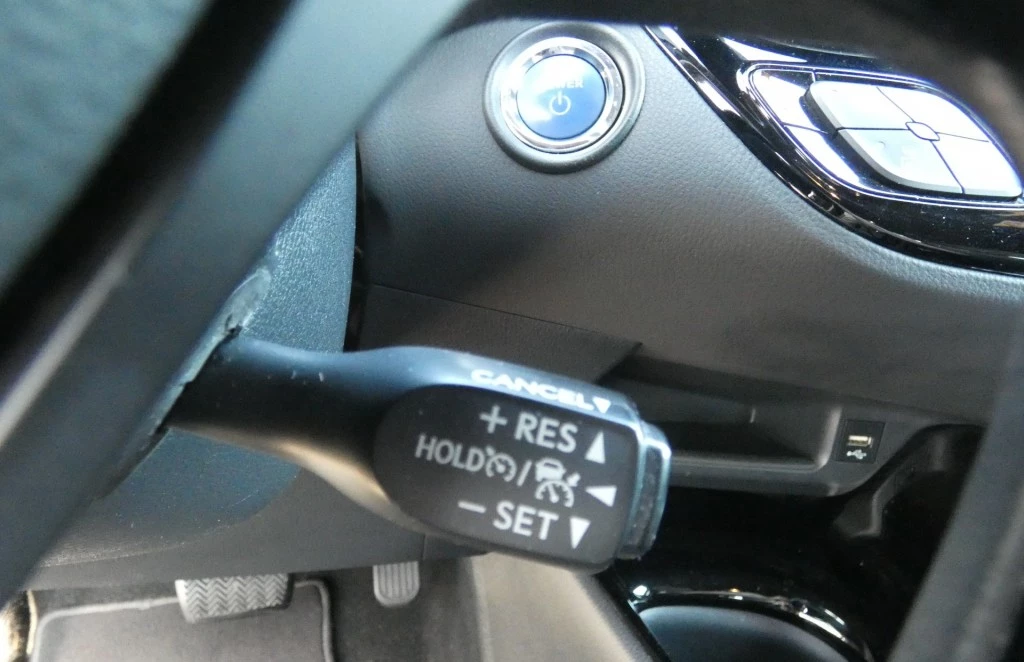 POWER
CANCEL▼
+ RES ▲
HOLD / ◀
− SET ▼